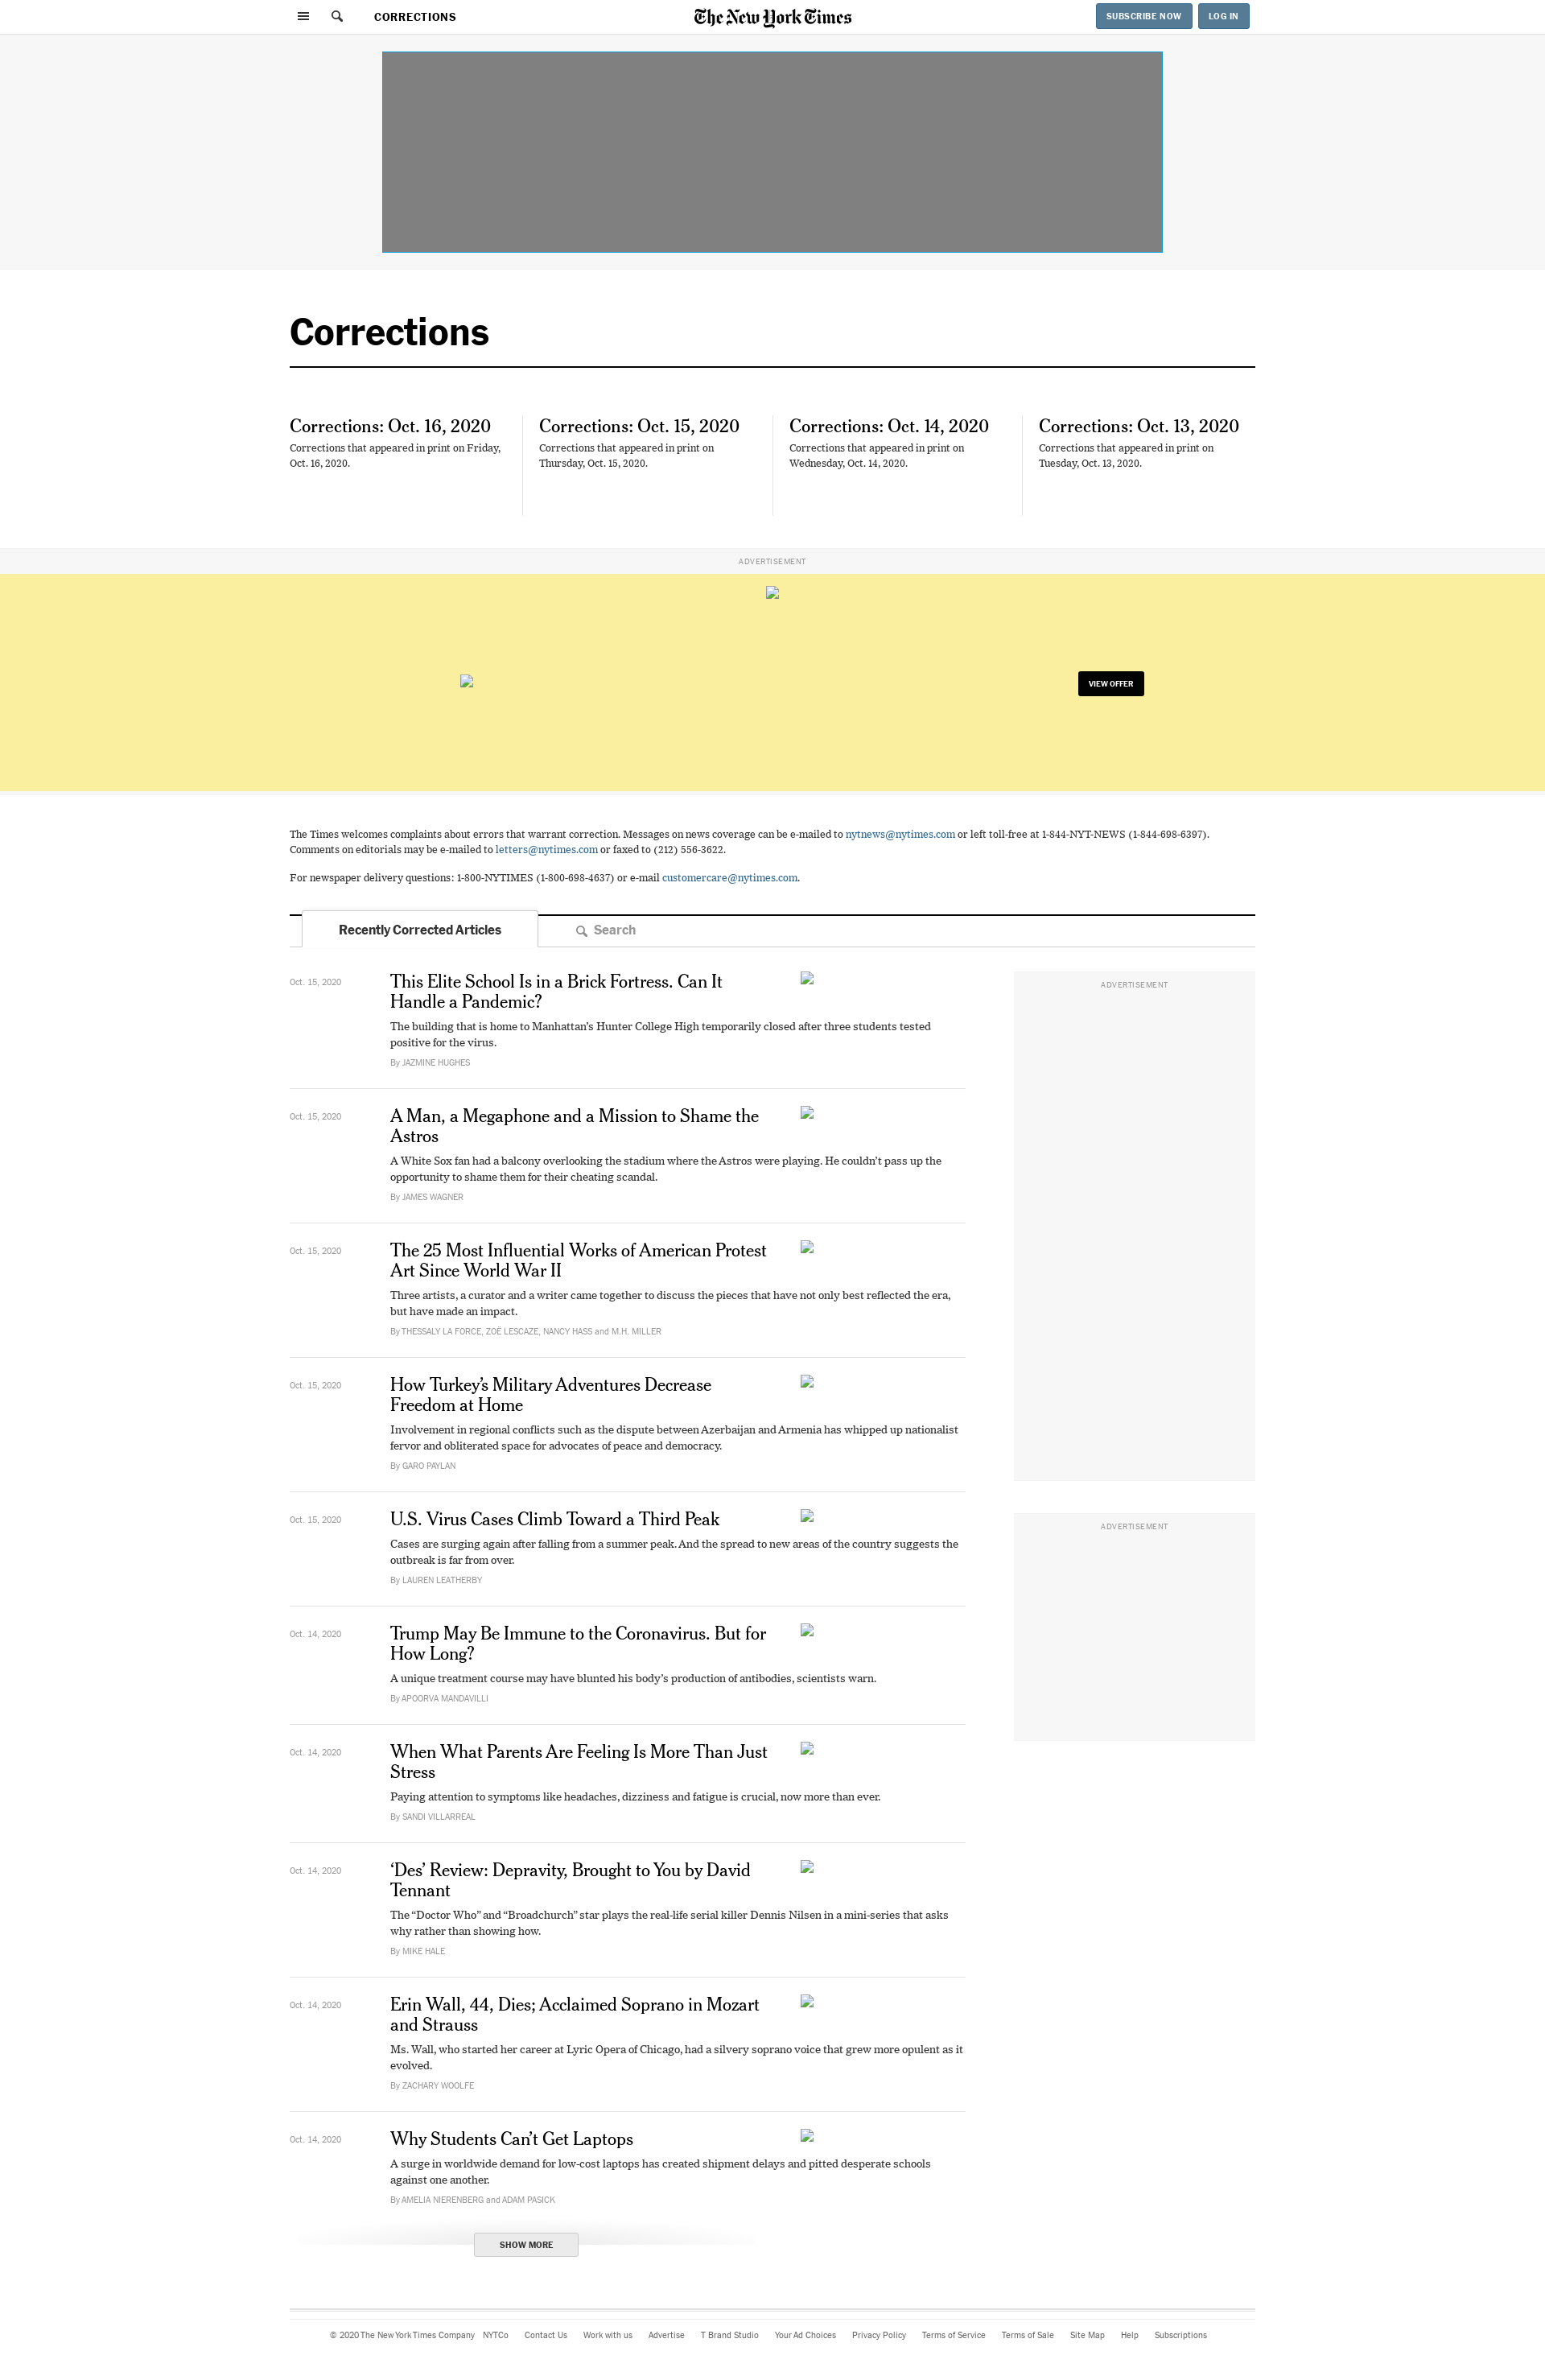 CORRECTIONS
The New York Times
SUBSCRIBE NOW
LOG IN
Corrections
Corrections: Oct. 16, 2020
Corrections that appeared in print on Friday,
Oct. 16, 2020.
Corrections: Oct. 15, 2020
Corrections that appeared in print on
Thursday, Oct. 15, 2020.
Corrections: Oct. 14, 2020
Corrections that appeared in print on
Wednesday, Oct. 14, 2020.
Corrections: Oct. 13, 2020
Corrections that appeared in print on
Tuesday, Oct. 13, 2020.
ADVERTISEMENT
VIEW OFFER
The Times welcomes complaints about errors that warrant correction. Messages on news coverage can be e-mailed to nytnews@nytimes.com or left toll-free at 1-844-NYT-NEWS (1-844-698-6397).
Comments on editorials may be e-mailed to letters@nytimes.com or faxed to (212) 556-3622.
For newspaper delivery questions: 1-800-NYTIMES (1-800-698-4637) or e-mail customercare@nytimes.com.
Recently Corrected Articles
Search
Oct. 15, 2020
This Elite School Is in a Brick Fortress. Can It
Handle a Pandemic?
The building that is home to Manhattan’s Hunter College High temporarily closed after three students tested
positive for the virus.
By JAZMINE HUGHES
Oct. 15, 2020
A Man, a Megaphone and a Mission to Shame the
Astros
A White Sox fan had a balcony overlooking the stadium where the Astros were playing. He couldn’t pass up the
opportunity to shame them for their cheating scandal.
By JAMES WAGNER
Oct. 15, 2020
The 25 Most Influential Works of American Protest
Art Since World War II
Three artists, a curator and a writer came together to discuss the pieces that have not only best reflected the era,
but have made an impact.
By THESSALY LA FORCE, ZOË LESCAZE, NANCY HASS and M.H. MILLER
Oct. 15, 2020
How Turkey’s Military Adventures Decrease
Freedom at Home
Involvement in regional conflicts such as the dispute between Azerbaijan and Armenia has whipped up nationalist
fervor and obliterated space for advocates of peace and democracy.
By GARO PAYLAN
Oct. 15, 2020
U.S. Virus Cases Climb Toward a Third Peak
Cases are surging again after falling from a summer peak. And the spread to new areas of the country suggests the
outbreak is far from over.
By LAUREN LEATHERBY
Oct. 14, 2020
Trump May Be Immune to the Coronavirus. But for
How Long?
A unique treatment course may have blunted his body’s production of antibodies, scientists warn.
By APOORVA MANDAVILLI
Oct. 14, 2020
When What Parents Are Feeling Is More Than Just
Stress
Paying attention to symptoms like headaches, dizziness and fatigue is crucial, now more than ever.
By SANDI VILLARREAL
Oct. 14, 2020
‘Des’ Review: Depravity, Brought to You by David
Tennant
The “Doctor Who” and “Broadchurch” star plays the real-life serial killer Dennis Nilsen in a mini-series that asks
why rather than showing how.
By MIKE HALE
Oct. 14, 2020
Erin Wall, 44, Dies; Acclaimed Soprano in Mozart
and Strauss
Ms. Wall, who started her career at Lyric Opera of Chicago, had a silvery soprano voice that grew more opulent as it
evolved.
By ZACHARY WOOLFE
Oct. 14, 2020
Why Students Can’t Get Laptops
A surge in worldwide demand for low-cost laptops has created shipment delays and pitted desperate schools
against one another.
By AMELIA NIERENBERG and ADAM PASICK
SHOW MORE
ADVERTISEMENT
ADVERTISEMENT
© 2020 The New York Times Company NYTCo Contact Us Work with us Advertise T Brand Studio Your Ad Choices Privacy Policy Terms of Service Terms of Sale Site Map Help Subscriptions